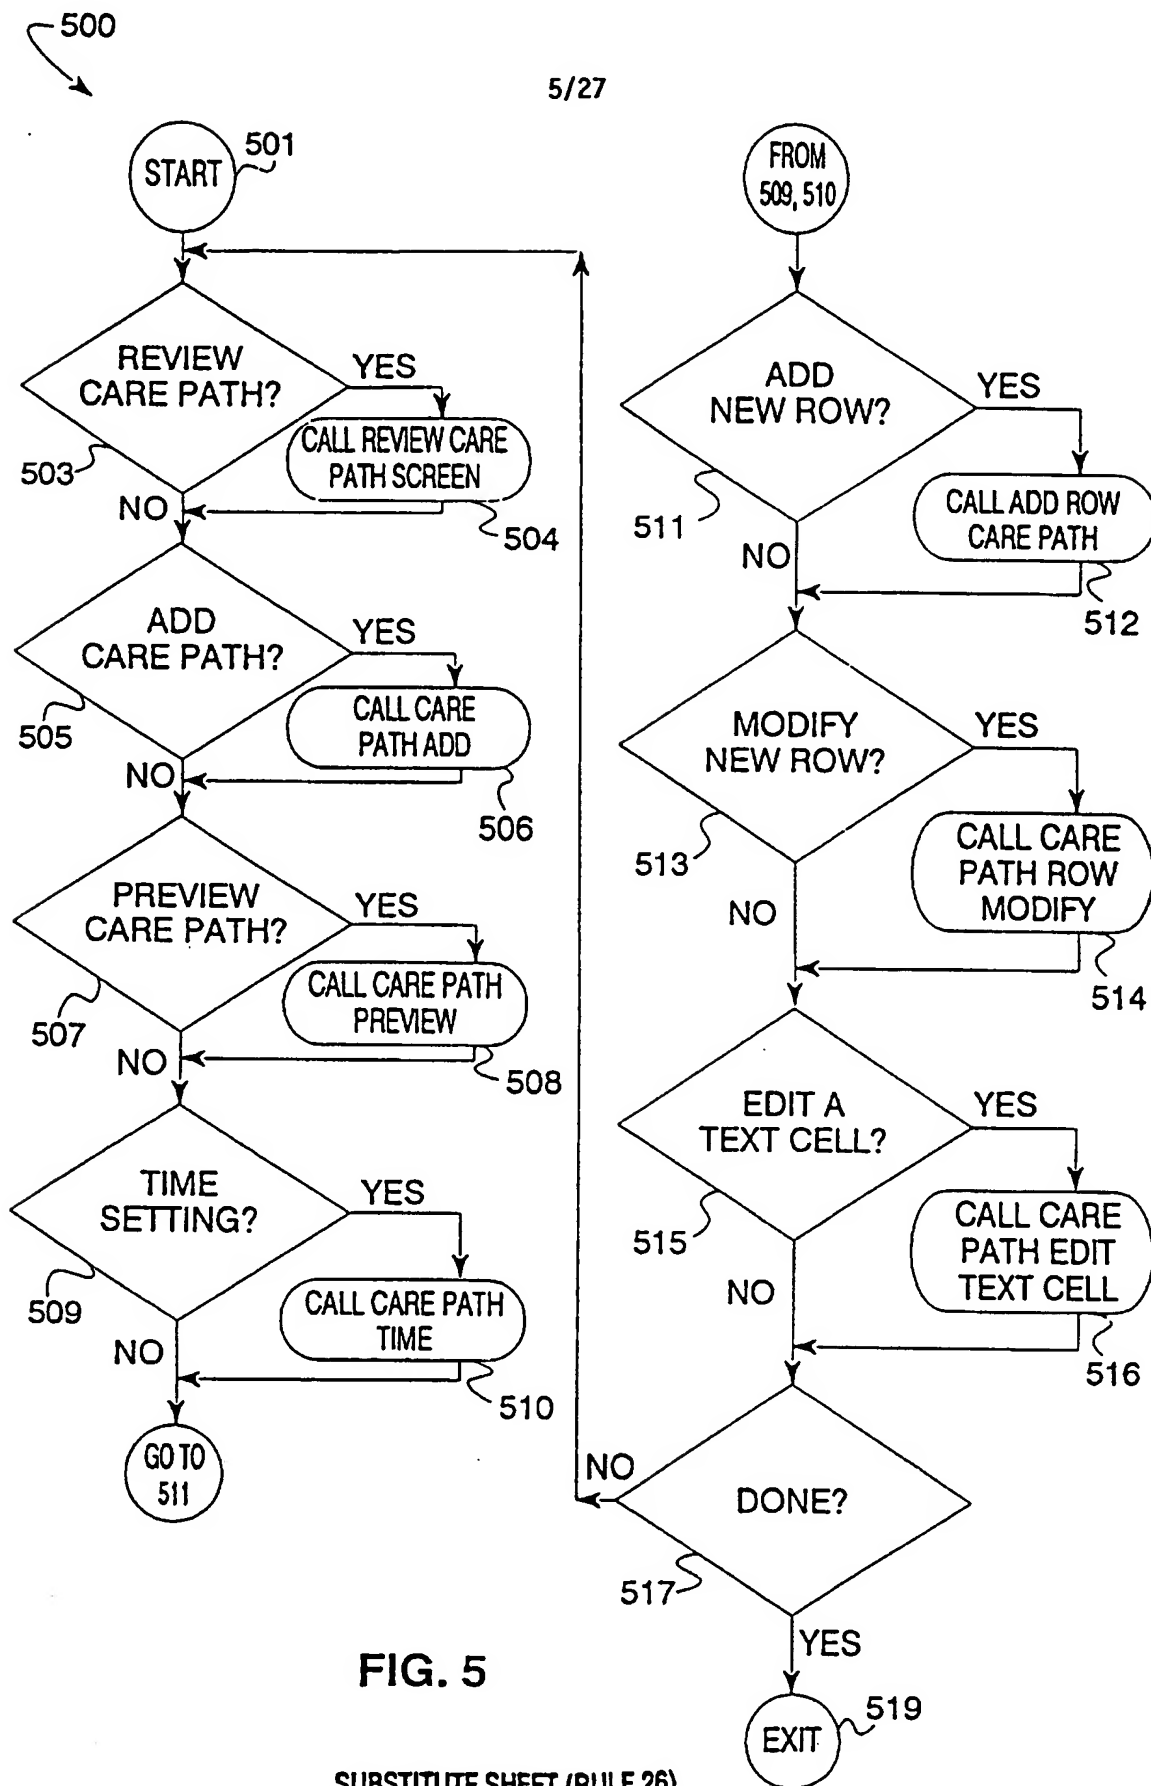 500
5/27
START
501
REVIEW
CARE PATH?
YES
503
CALL REVIEW CARE
PATH SCREEN
NO
504
ADD
CARE PATH?
YES
505
CALL CARE
PATH ADD
NO
506
PREVIEW
CARE PATH?
YES
507
CALL CARE PATH
PREVIEW
NO
508
TIME
SETTING?
YES
509
CALL CARE PATH
TIME
NO
510
GO TO
511
FROM
509, 510
ADD
NEW ROW?
YES
511
CALL ADD ROW
CARE PATH
NO
512
MODIFY
NEW ROW?
YES
513
CALL CARE
PATH ROW
MODIFY
NO
514
EDIT A
TEXT CELL?
YES
515
CALL CARE
PATH EDIT
TEXT CELL
NO
516
NO
DONE?
517
YES
EXIT
519
FIG. 5
SUBSTITUTE SHEET (RULE 26)